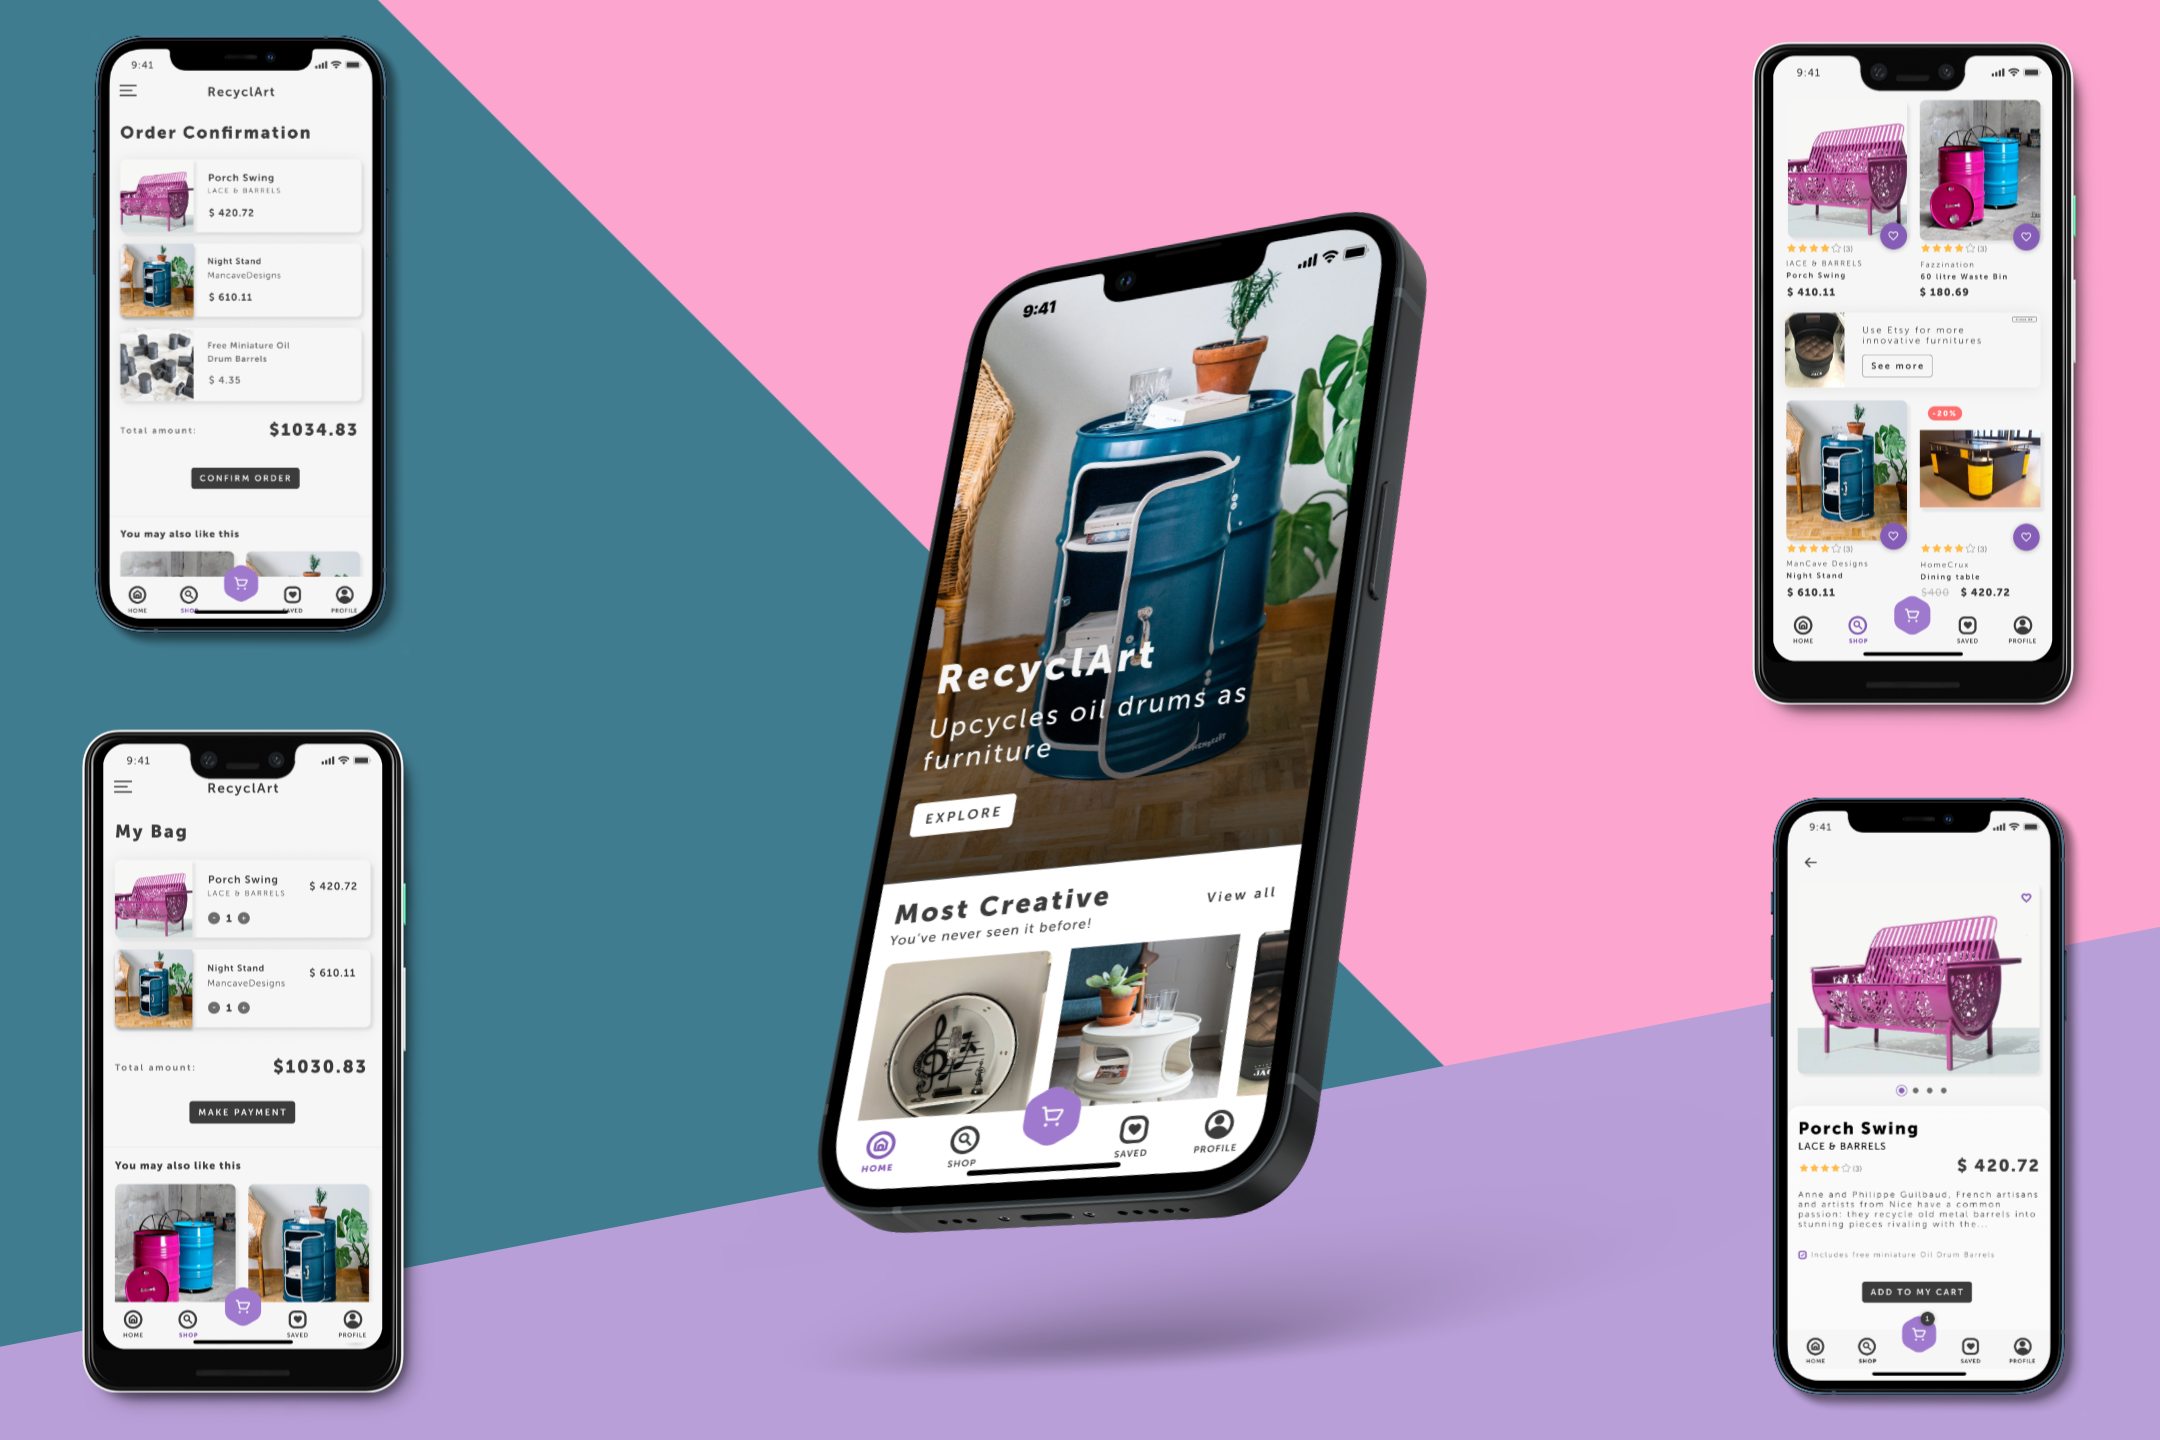 9:41
RecyclArt
Order Confirmation
Porch Swing
LACE & BARRELS
$ 420.72
Night Stand
MancaveDesigns
$ 610.11
Free Miniature Oil
Drum Barrels
$ 4.35
Total amount:
$1034.83
CONFIRM ORDER
You may also like this
HOME
SHOP
SAVED
PROFILE
9:41
RecyclArt
My Bag
Porch Swing
LACE & BARRELS
$ 420.72
- 1 +
Night Stand
MancaveDesigns
$ 610.11
- 1 +
Total amount:
$1030.83
MAKE PAYMENT
You may also like this
HOME
SHOP
SAVED
PROFILE
9:41
RecyclArt
Upcycles oil drums as
furniture
EXPLORE
Most Creative
View all
You've never seen it before!
HOME
SHOP
SAVED
PROFILE
9:41
(3)
LACE & BARRELS
Porch Swing
$ 410.11
(3)
Fazzination
60 litre Waste Bin
$ 180.69
Use Etsy for more
innovative furnitures
See more
(3)
ManCave Designs
Night Stand
$ 610.11
-20%
(3)
HomeCrux
Dining table
$400 $ 420.72
HOME
SHOP
SAVED
PROFILE
9:41
Porch Swing
LACE & BARRELS
(3)
$ 420.72
Anne and Philippe Guilbaud, French artisans
and artists from Nice have a common
passion: they recycle old metal barrels into
stunning pieces rivaling with the...
Includes free miniature Oil Drum Barrels
ADD TO MY CART
1
HOME
SHOP
SAVED
PROFILE